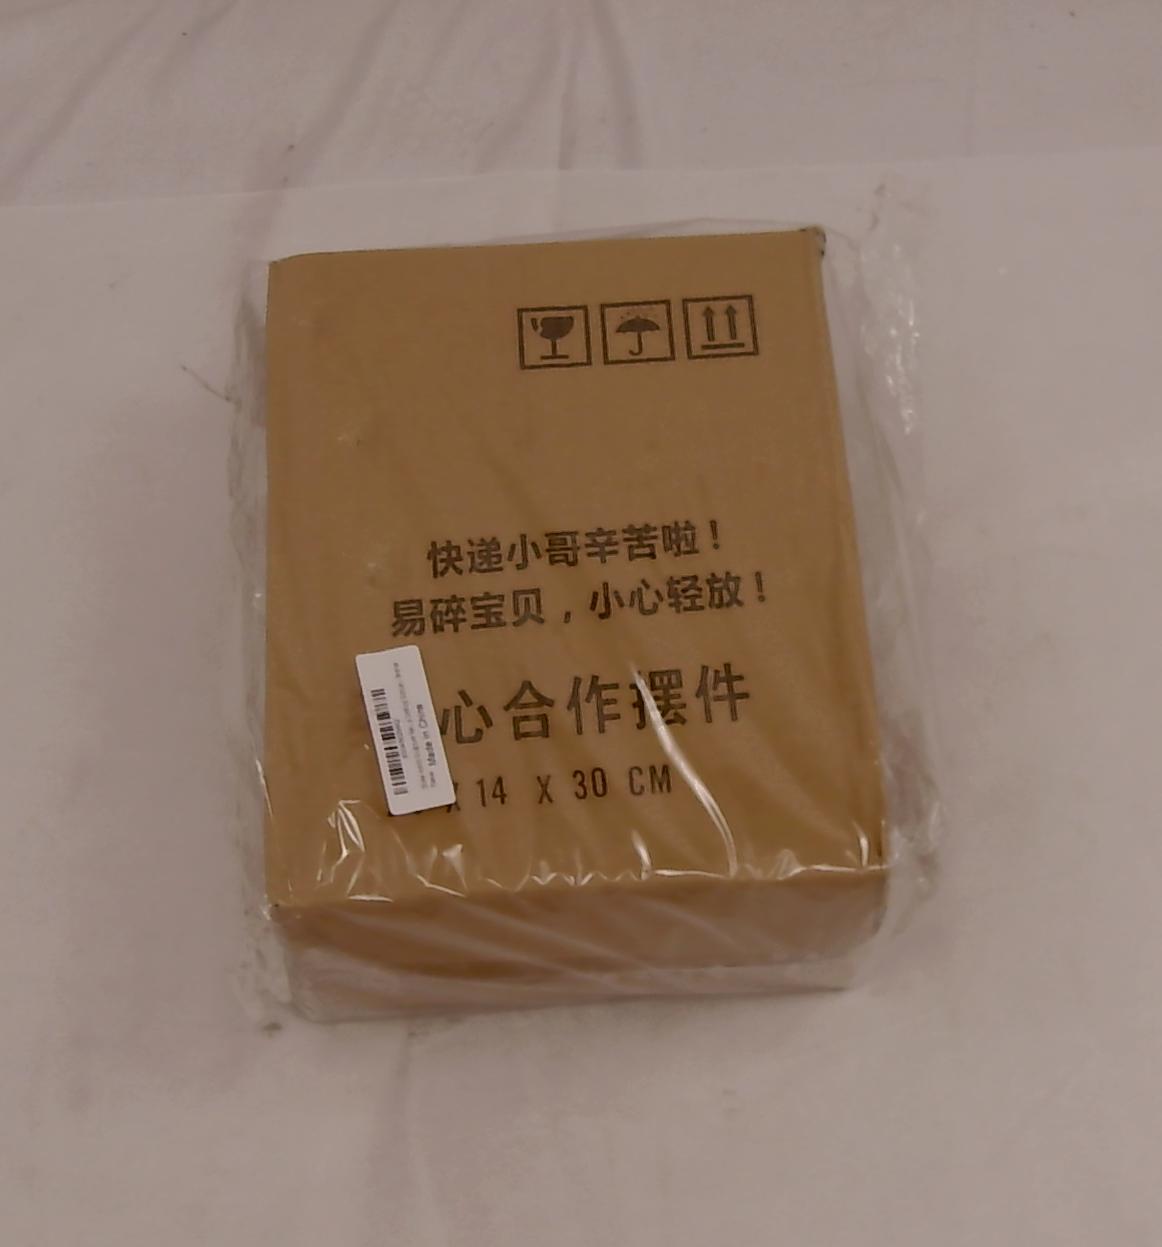 快递小哥辛苦啦！
易碎宝贝，小心轻放！
心合作摆件
X 14 X 30 CM
Made in China